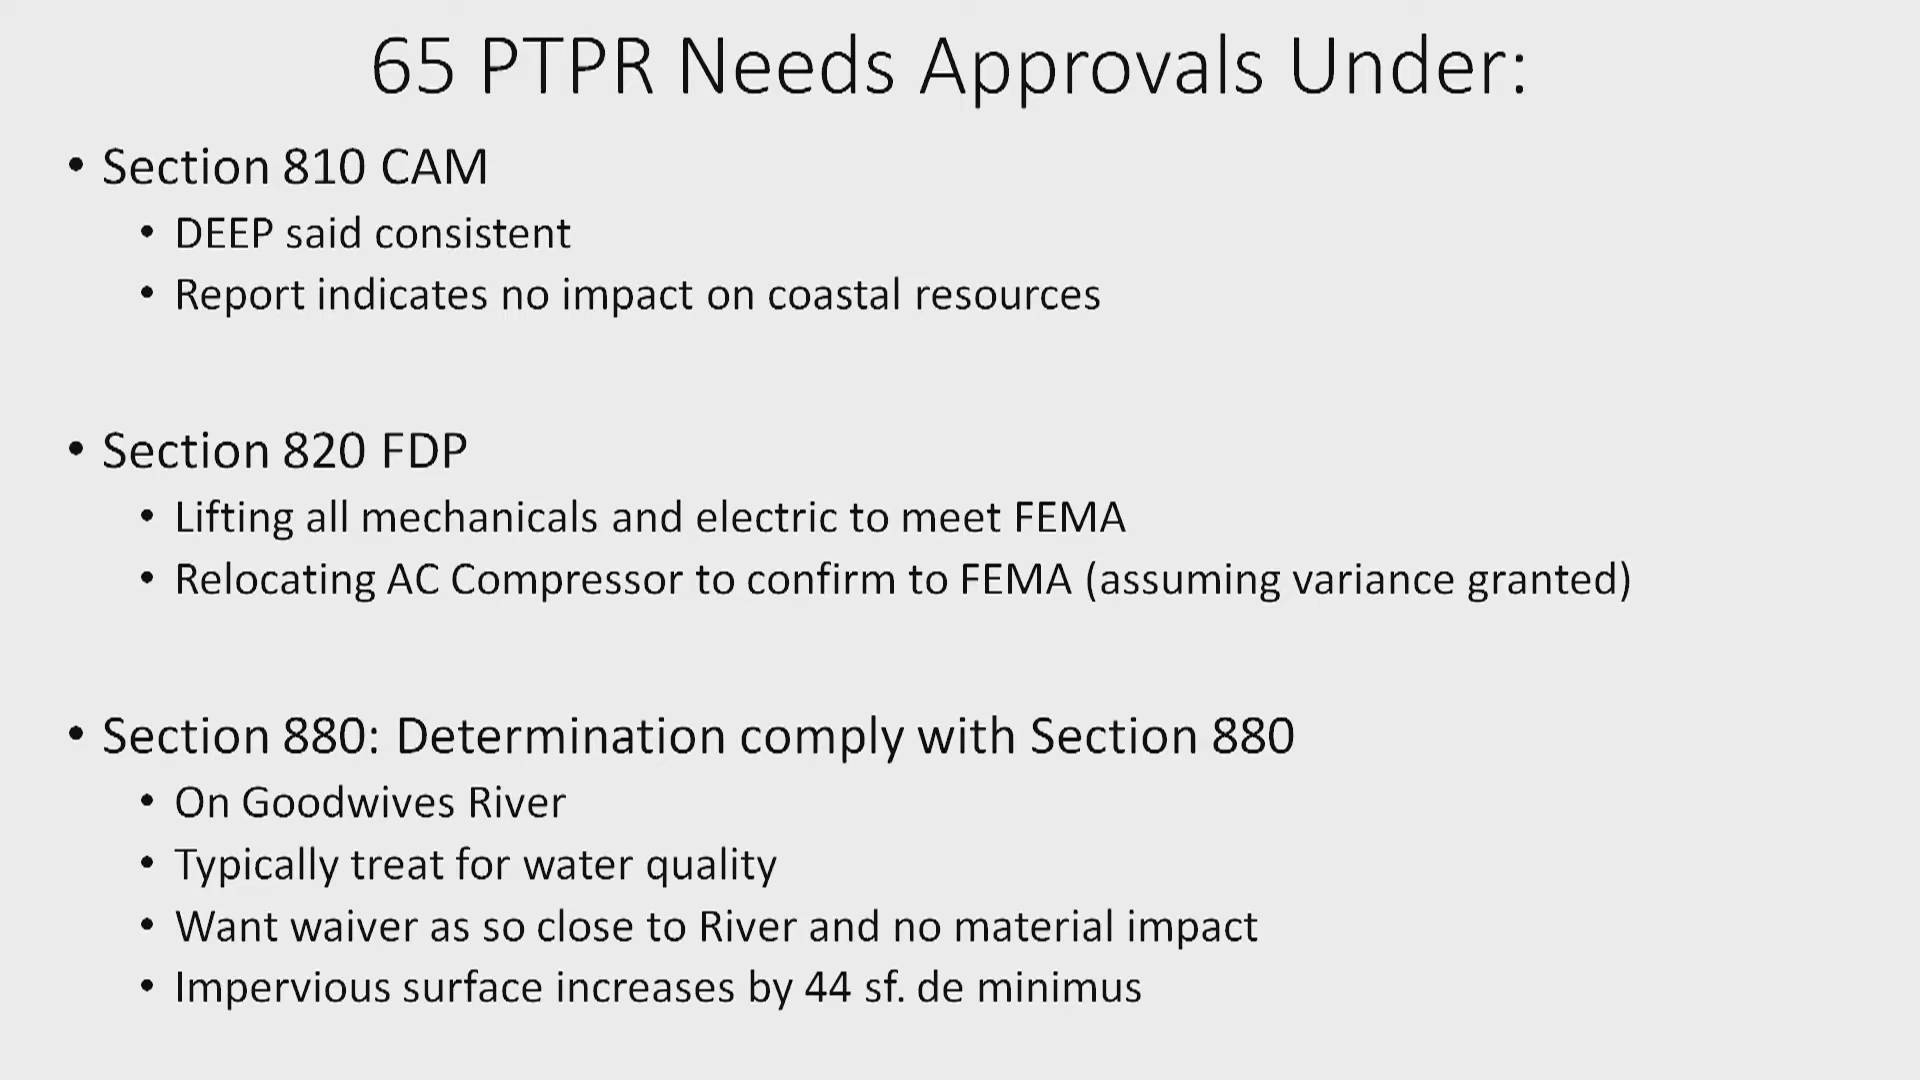 65 PTPR Needs Approvals Under:
• Section 810 CAM
• DEEP said consistent
• Report indicates no impact on coastal resources
• Section 820 FDP
• Lifting all mechanicals and electric to meet FEMA
• Relocating AC Compressor to confirm to FEMA (assuming variance granted)
• Section 880: Determination comply with Section 880
• On Goodwives River
• Typically treat for water quality
• Want waiver as so close to River and no material impact
• Impervious surface increases by 44 sf. de minimus